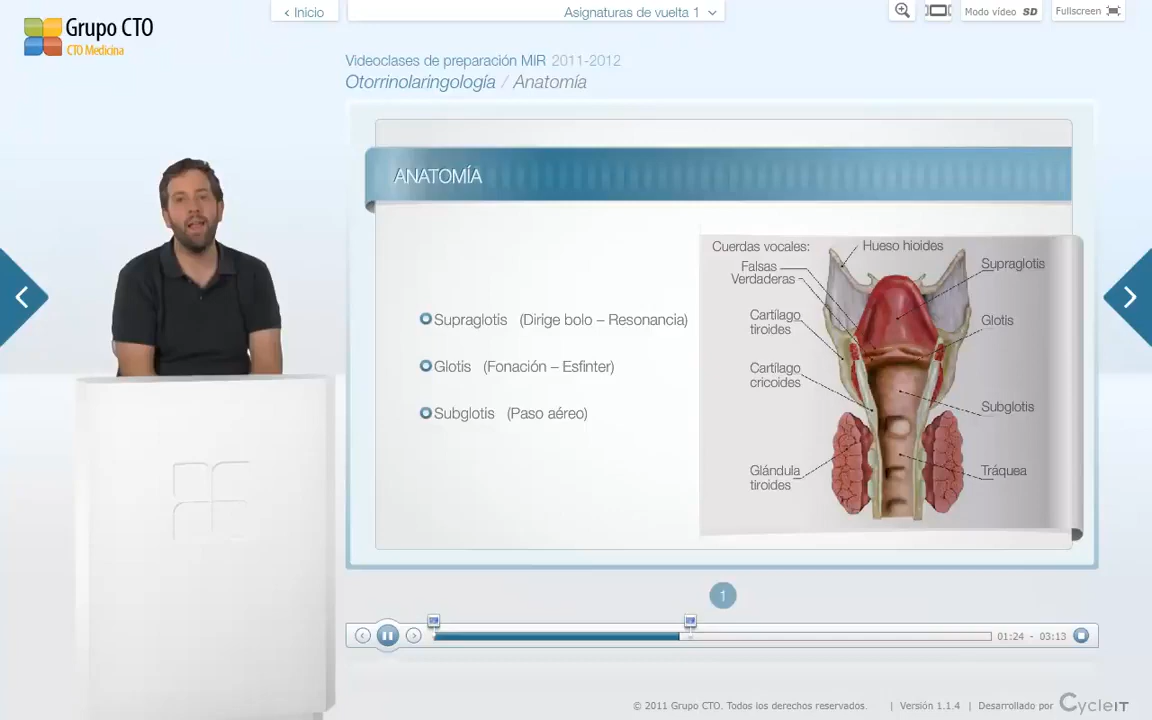 Grupo CTO
CTO Medicina
‹ Inicio
Asignaturas de vuelta 1
Modo vídeo SD
Fullscreen
Videoclases de preparación MIR 2011-2012
Otorrinolaringología / Anatomía
ANATOMÍA
Supraglotis (Dirige bolo – Resonancia)
Glotis (Fonación – Esfinter)
Subglotis (Paso aéreo)
Cuerdas vocales:
Falsas
Verdaderas
Cartílago
tiroides
Cartílago
cricoides
Glándula
tiroides
Hueso hioides
Supraglotis
Glotis
Subglotis
Tráquea
1
01:24 - 03:13
© 2011 Grupo CTO. Todos los derechos reservados. | Versión 1.1.4 | Desarrollado por CycleIT